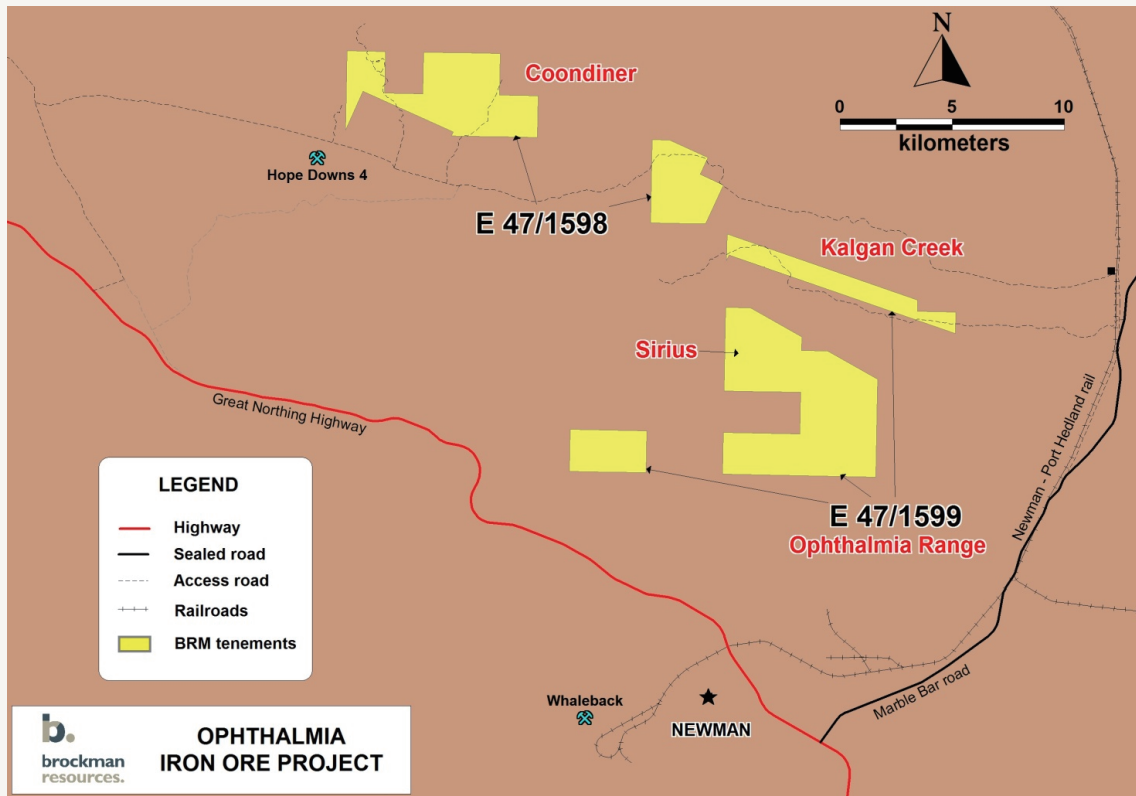 N
Coondiner
0 5 10
kilometers
Hope Downs 4
E 47/1598
Kalgan Creek
Sirius
Great Northing Highway
E 47/1599
Ophthalmia Range
Newman - Port Hedland rail
LEGEND
Highway
Sealed road
Access road
Railroads
BRM tenements
Whaleback
NEWMAN
Marble Bar road
b.
brockman
resources.
OPHTHALMIA
IRON ORE PROJECT